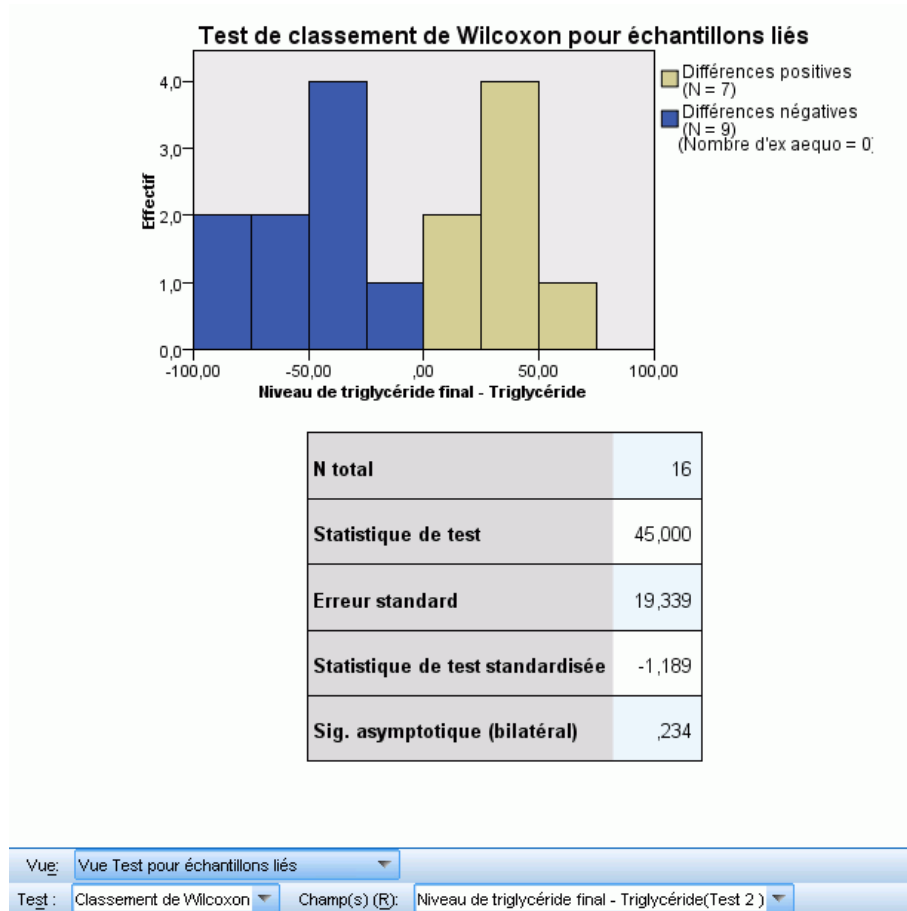 Test de classement de Wilcoxon pour échantillons liés
Différences positives
(N = 7)
Différences négatives
(N = 9)
(Nombre d'ex aequo = 0)
4,0
3,0
2,0
1,0
0,0
Effectif
-100,00
-50,00
,00
50,00
100,00
Niveau de triglycéride final - Triglycéride
N total 16
Statistique de test 45,000
Erreur standard 19,339
Statistique de test standardisée -1,189
Sig. asymptotique (bilatéral) ,234
Vue: Vue Test pour échantillons liés
Test : Classement de Wilcoxon Champ(s) (R): Niveau de triglycéride final - Triglycéride(Test 2 )